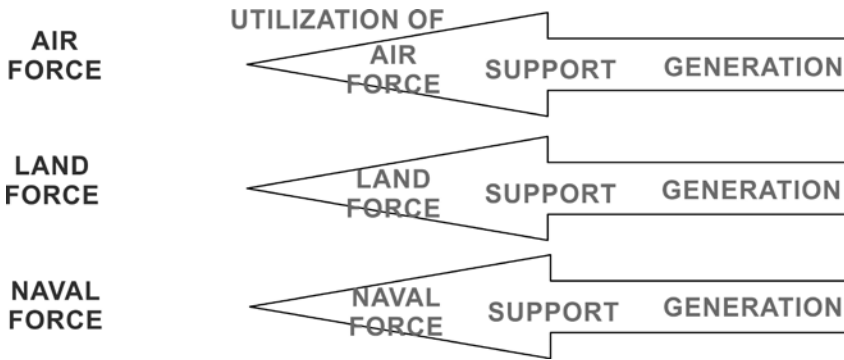 UTILIZATION OF
AIR
FORCE
AIR
FORCE
SUPPORT
GENERATION
LAND
FORCE
LAND
FORCE
SUPPORT
GENERATION
NAVAL
FORCE
NAVAL
FORCE
SUPPORT
GENERATION